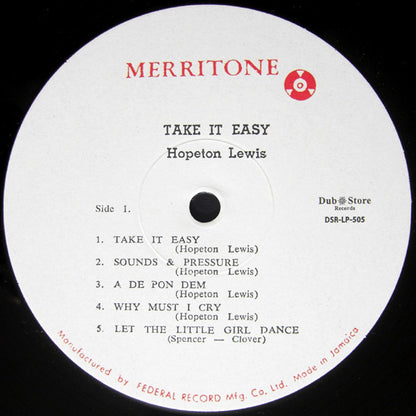 MERRITONE
TAKE IT EASY
Hopeton Lewis
Side 1.
Dub Store
Records
DSR-LP-505
1. TAKE IT EASY
(Hopeton Lewis)
2. SOUNDS & PRESSURE
(Hopeton Lewis)
3. A DE PON DEM
(Hopeton Lewis)
4. WHY MUST I CRY
(Hopeton Lewis)
5. LET THE LITTLE GIRL DANCE
(Spencer — Clover)
Manufactured by FEDERAL RECORD Mfg. Co. Ltd. Made in Jamaica